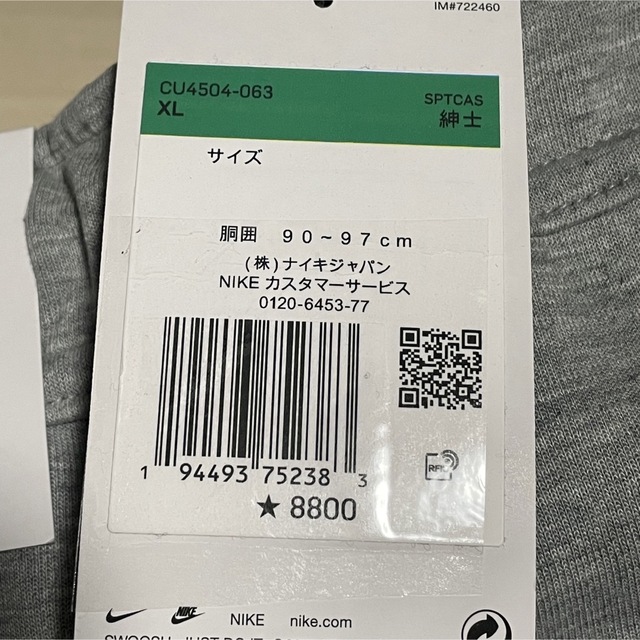 IM#722460
CU4504-063
XL
SPTCAS
紳士
サイズ
胴囲 90~97cm
(株)ナイキジャパン
NIKE カスタマーサービス
0120-6453-77
1 94493 75238 3
RFID
★8800
NIKE nike.com